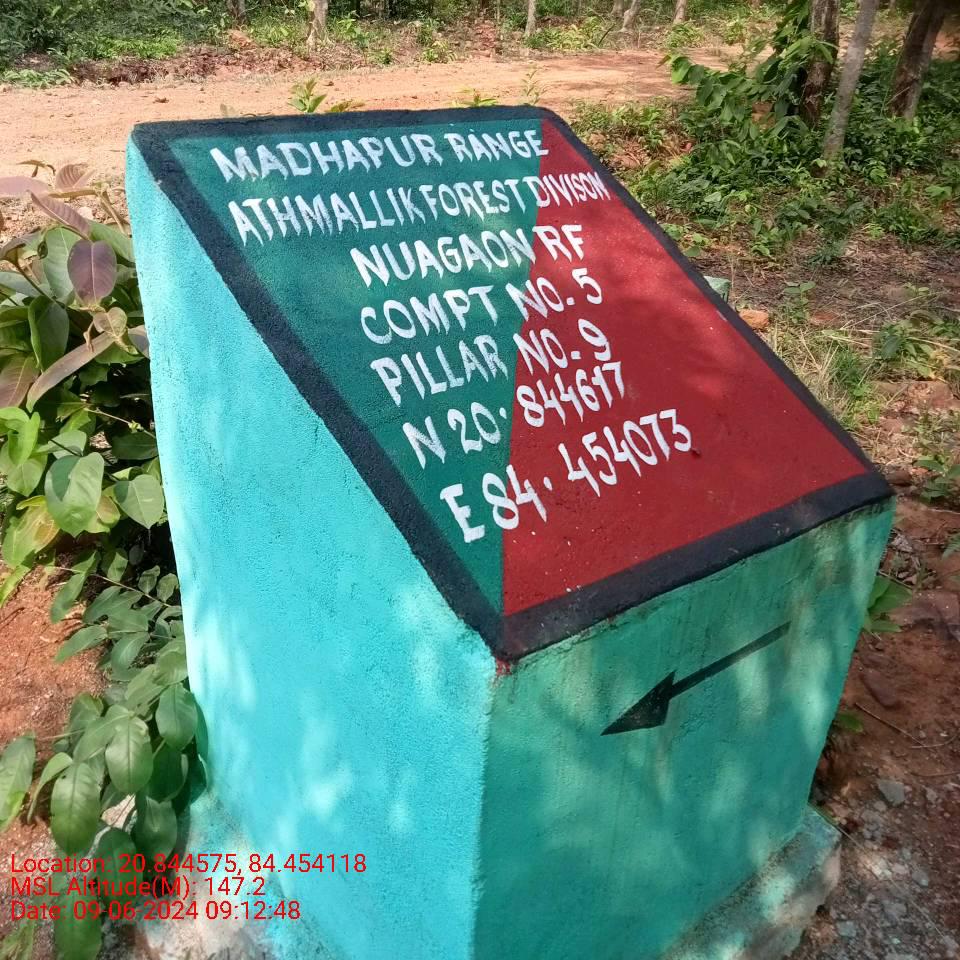 MADHAPUR RANGE
ATHMALLIK FOREST DIVISON
NUAGAON RF
COMPT NO. 5
PILLAR NO. 9
N 20. 844617
E 84. 454073
Location: 20.844575, 84.454118
MSL Altitude(M): 147.2
Date: 09-06-2024 09:12:48